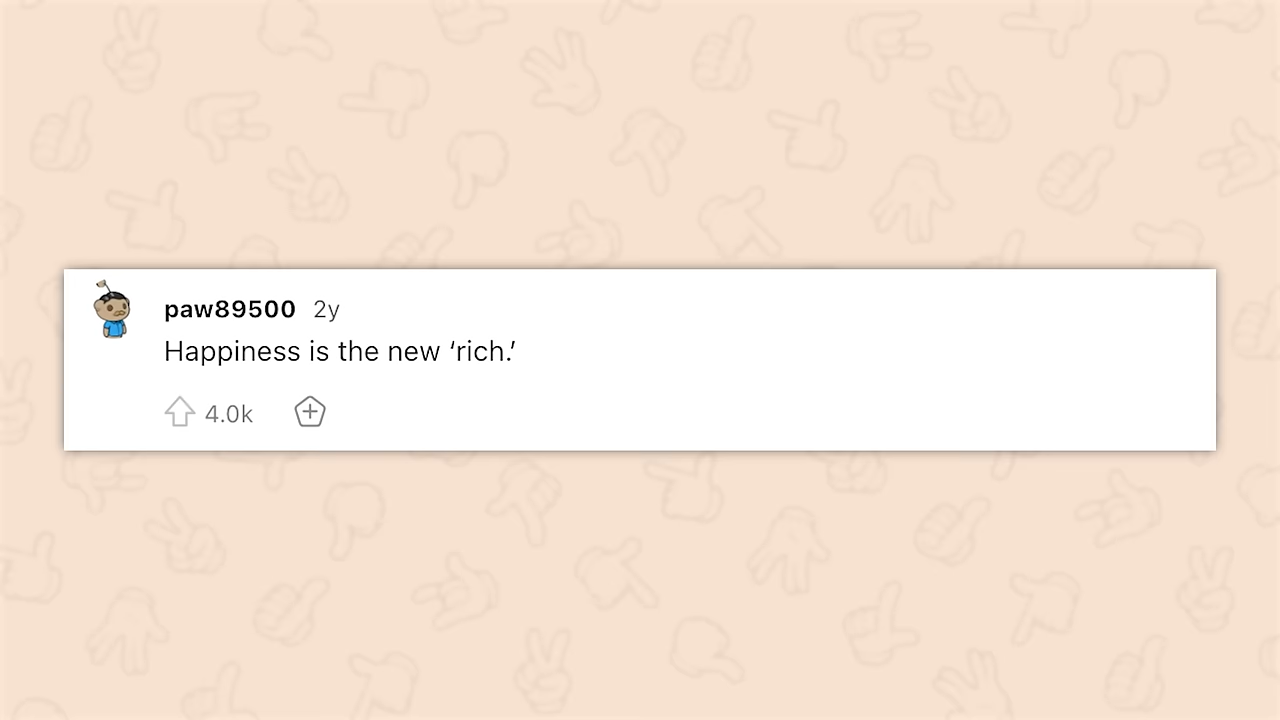 paw89500 2y
Happiness is the new ‘rich.’
4.0k